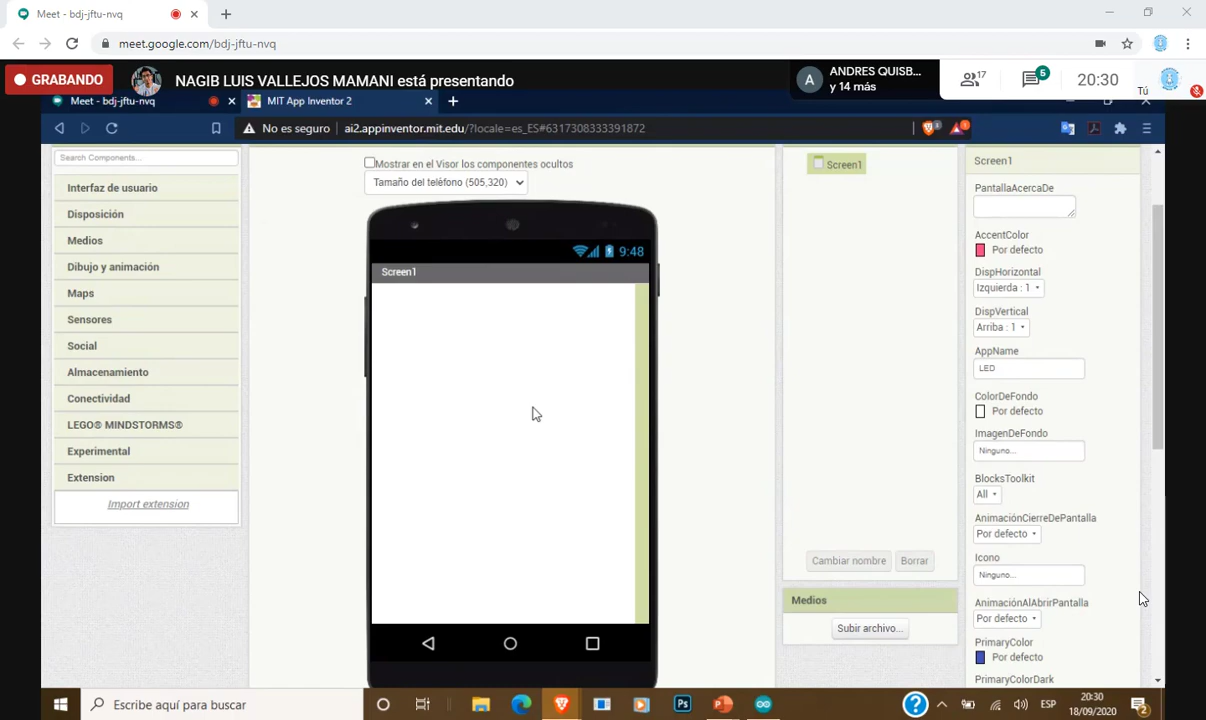 Meet - bdj-jftu-nvq
meet.google.com/bdj-jftu-nvq
GRABANDO
NAGIB LUIS VALLEJOS MAMANI está presentando
A
ANDRES QUISB...
y 14 más
17
5
20:30
Tú
Meet - bdj-jftu-nvq
MIT App Inventor 2
No es seguro
ai2.appinventor.mit.edu/?locale=es_ES#6317308333391872
Search Components...
Interfaz de usuario
Disposición
Medios
Dibujo y animación
Maps
Sensores
Social
Almacenamiento
Conectividad
LEGO® MINDSTORMS®
Experimental
Extension
Import extension
Mostrar en el Visor los componentes ocultos
Tamaño del teléfono (505,320)
9:48
Screen1
Screen1
Cambiar nombre
Borrar
Medios
Subir archivo...
Screen1
PantallaAcercaDe
AccentColor
Por defecto
DispHorizontal
Izquierda : 1
DispVertical
Arriba : 1
AppName
LED
ColorDeFondo
Por defecto
ImagenDeFondo
Ninguno...
BlocksToolkit
All
AnimaciónCierreDePantalla
Por defecto
Icono
Ninguno...
AnimaciónAlAbrirPantalla
Por defecto
PrimaryColor
Por defecto
PrimaryColorDark
Escribe aquí para buscar
Ps
ESP
20:30
18/09/2020
2